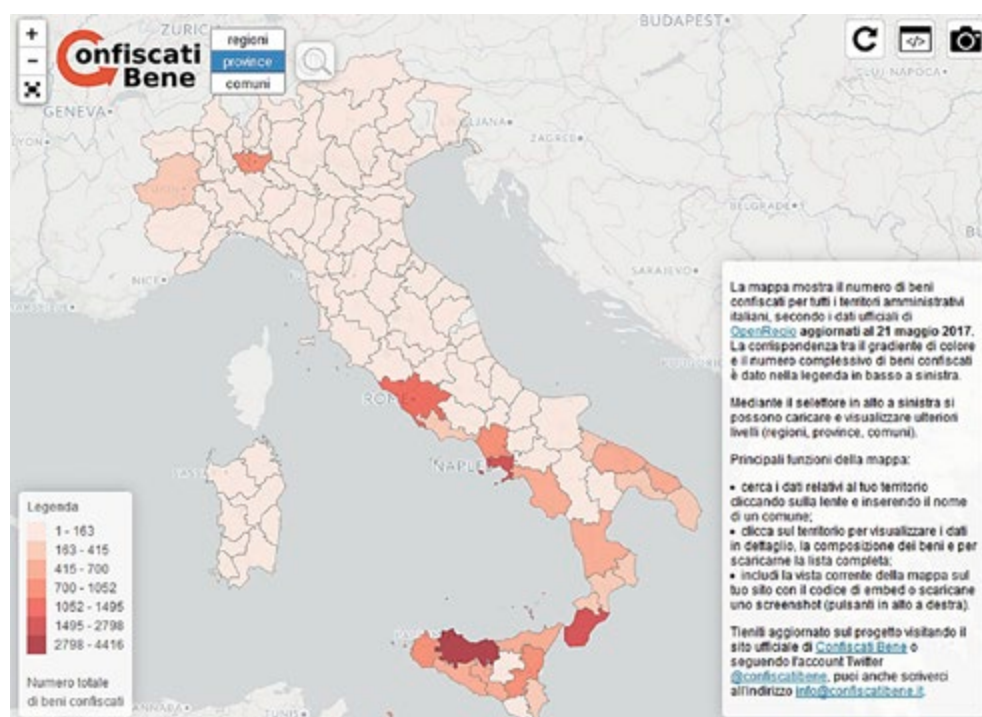 +
-
Confiscati
Bene
regioni
province
comuni
</>
ZURIC
BUDAPEST
CLUJ-NAPOCA
GENEVA
LYON
ZAGREB
BELGRADE
SARAJEVO
NICE
ROM
NAPLE
La mappa mostra il numero di beni
confiscati per tutti i territori amministrativi
italiani, secondo i dati ufficiali di
OpenRegio aggiornati al 21 maggio 2017.
La corrispondenza tra il gradiente di colore
e il numero complessivo di beni confiscati
è dato nella legenda in basso a sinistra.
Mediante il selettore in alto a sinistra si
possono caricare e visualizzare ulteriori
livelli (regioni, province, comuni).
Principali funzioni della mappa:
• cerca i dati relativi al tuo territorio
cliccando sulla lente e inserendo il nome
di un comune;
• clicca sul territorio per visualizzare i dati
in dettaglio, la composizione dei beni e per
scaricarne la lista completa;
• includi la vista corrente della mappa sul
tuo sito con il codice di embed o scaricane
uno screenshot (pulsanti in alto a destra).
Tieniti aggiornato sul progetto visitando il
sito ufficiale di Confiscati Bene o
seguendo l'account Twitter
@confiscatibene, puoi anche scriverci
all'indirizzo info@confiscatibene.it.
Legenda
1 - 163
163 - 415
415 - 700
700 - 1052
1052 - 1495
1495 - 2798
2798 - 4416
Numero totale
di beni confiscati
ANNABA
TUNIS